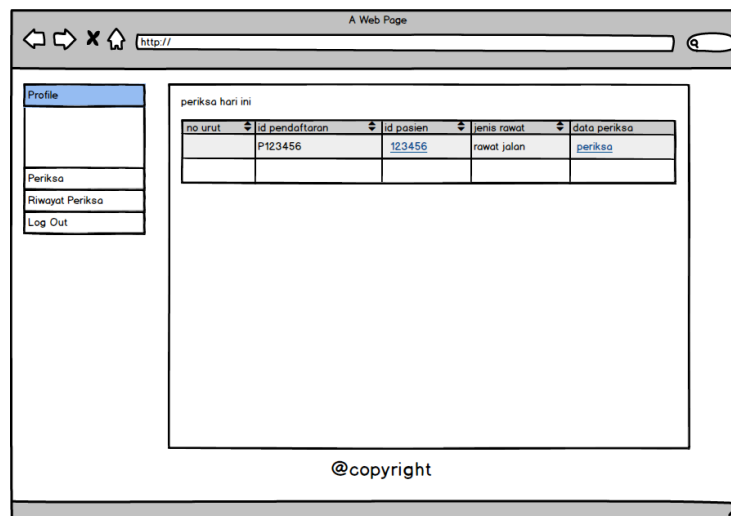 A Web Page
http://
Profile
Periksa
Riwayat Periksa
Log Out
periksa hari ini
no urut id pendaftaran id pasien jenis rawat data periksa
P123456 123456 rawat jalan periksa
@copyright